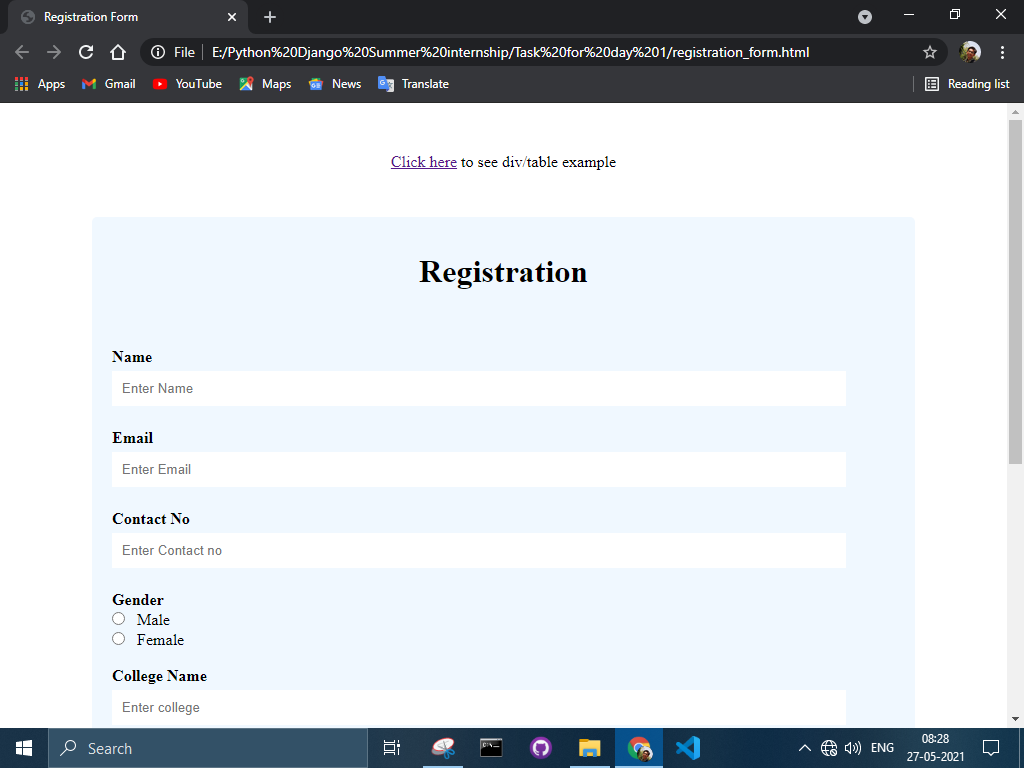 Registration Form
File E:/Python%20Django%20Summer%20internship/Task%20for%20day%201/registration_form.html
Apps Gmail YouTube Maps News Translate Reading list
Click here to see div/table example
Registration
Name
Enter Name
Email
Enter Email
Contact No
Enter Contact no
Gender
Male
Female
College Name
Enter college
Search
ENG
08:28
27-05-2021